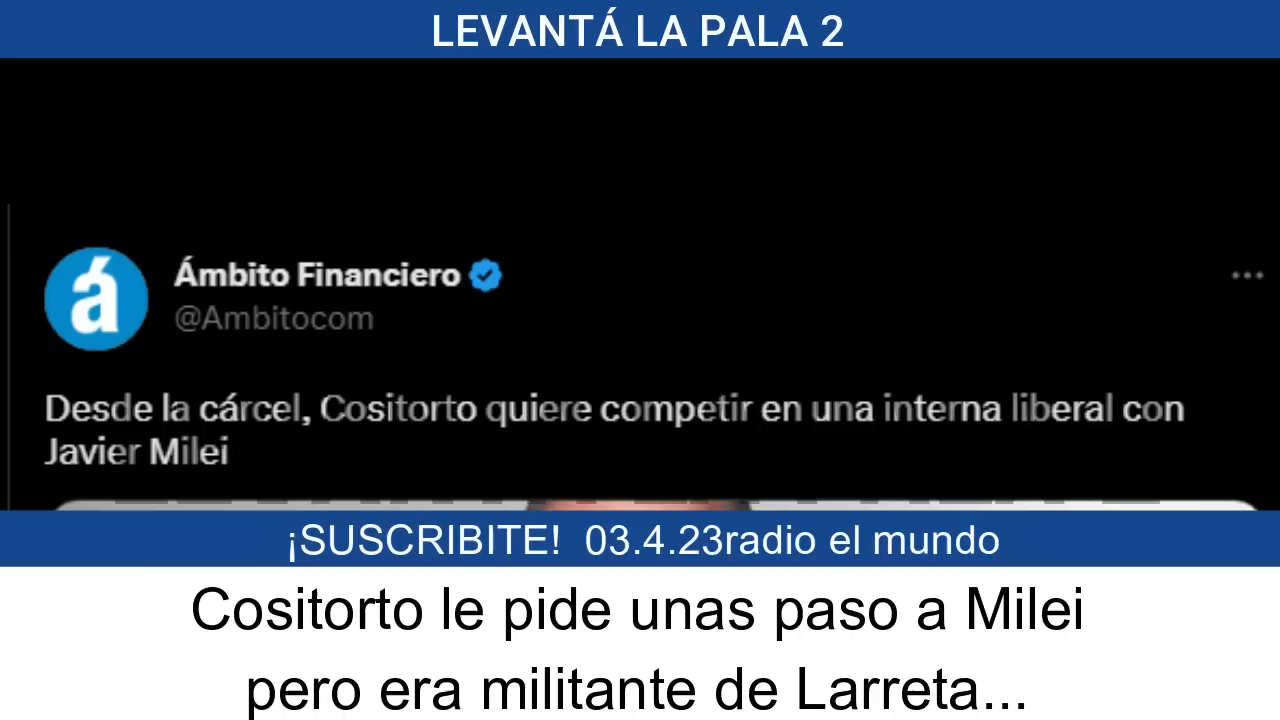 LEVANTÁ LA PALA 2
á
Ámbito Financiero
@Ambitocom
Desde la cárcel, Cositorto quiere competir en una interna liberal con
Javier Milei
¡SUSCRIBITE!  03.4.23radio el mundo
Cositorto le pide unas paso a Milei
pero era militante de Larreta...